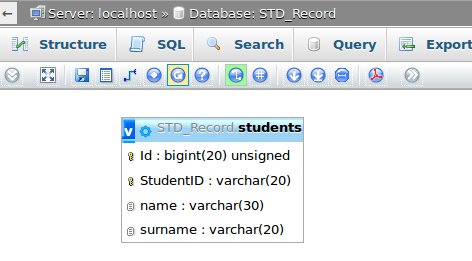 ← Server: localhost » Database: STD_Record
Structure SQL Search Query Export
G ? L #
v STD_Record.students
Id : bigint(20) unsigned
StudentID : varchar(20)
name : varchar(30)
surname : varchar(20)